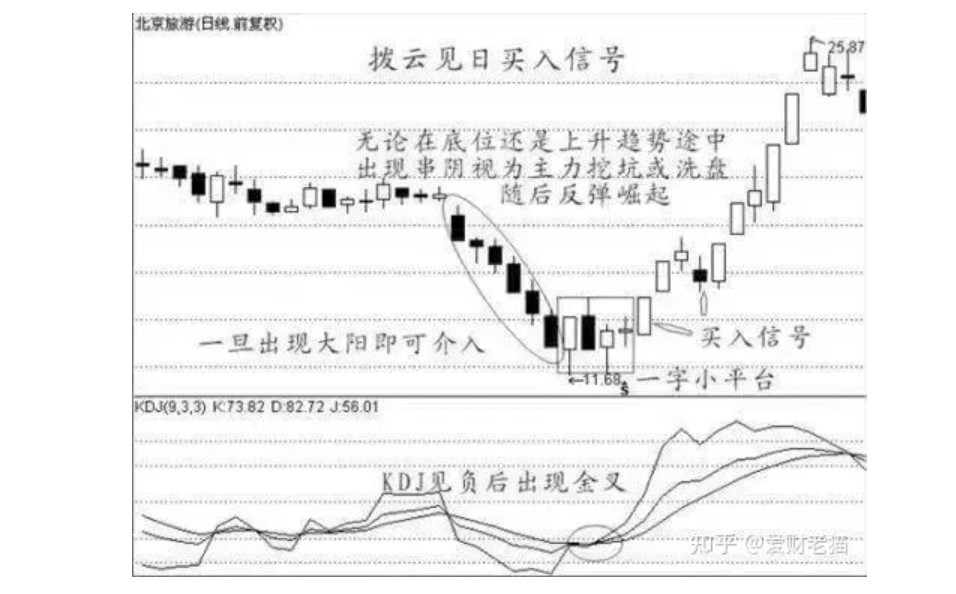 北京旅游(日线.前复权)
拨云见日买入信号
25.87
无论在底位还是上升趋势途中
出现串阴视为主力挖坑或洗盘
随后反弹崛起
一旦出现大阳即可介入
买入信号
←11.68
一字小平台
$
KDJ(9,3,3) K:73.82 D:82.72 J:56.01
KDJ见负后出现金叉
知乎 @爱财老猫